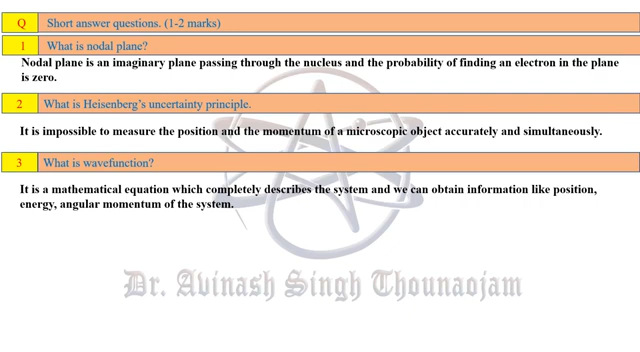 Q Short answer questions. (1-2 marks)
1 What is nodal plane?
Nodal plane is an imaginary plane passing through the nucleus and the probability of finding an electron in the plane
is zero.
2 What is Heisenberg's uncertainty principle.
It is impossible to measure the position and the momentum of a microscopic object accurately and simultaneously.
3 What is wavefunction?
It is a mathematical equation which completely describes the system and we can obtain information like position,
energy, angular momentum of the system.
Dr. Avinash Singh Thounaojam